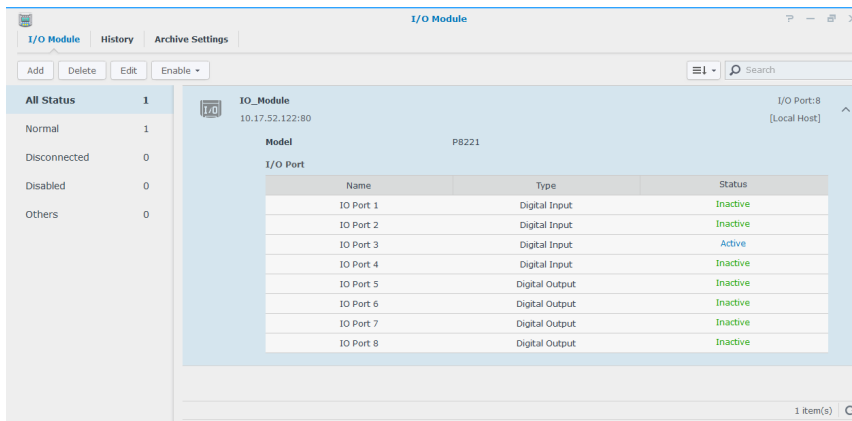 I/O Module
I/O Module History Archive Settings
Add Delete Edit Enable Search
All Status 1
Normal 1
Disconnected 0
Disabled 0
Others 0
I/O
IO_Module I/O Port:8
10.17.52.122:80 [Local Host]
Model P8221
I/O Port
Name Type Status
IO Port 1 Digital Input Inactive
IO Port 2 Digital Input Inactive
IO Port 3 Digital Input Active
IO Port 4 Digital Input Inactive
IO Port 5 Digital Output Inactive
IO Port 6 Digital Output Inactive
IO Port 7 Digital Output Inactive
IO Port 8 Digital Output Inactive
1 item(s)